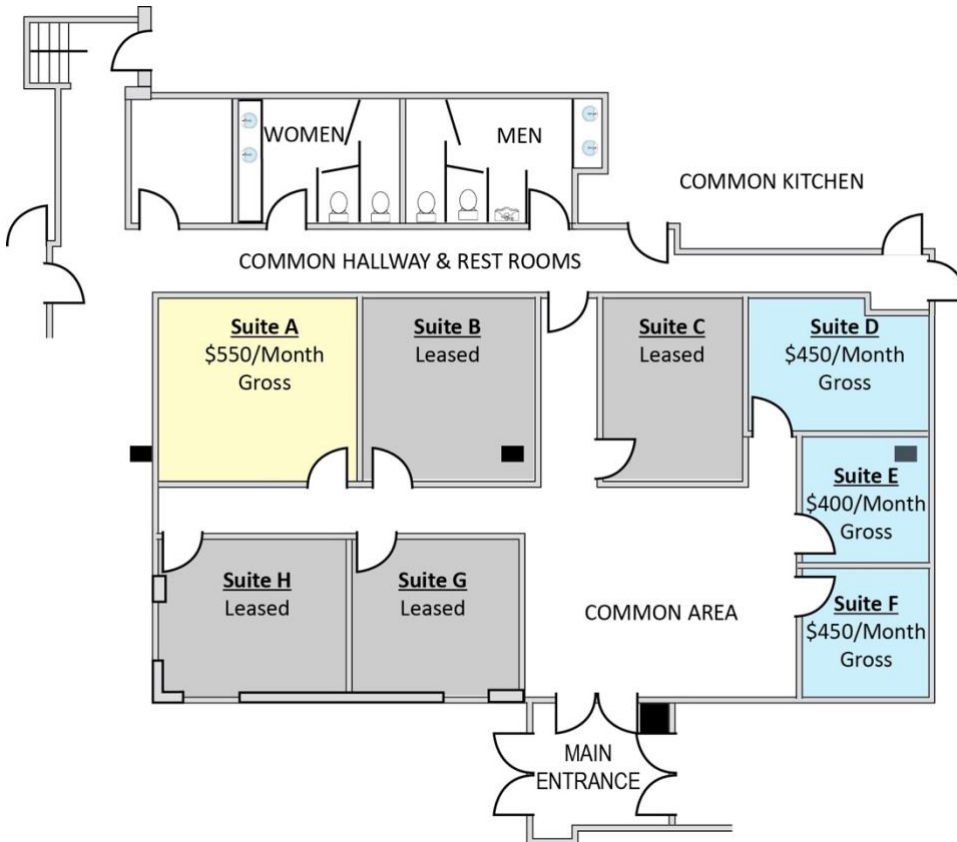 WOMEN
MEN
COMMON KITCHEN
COMMON HALLWAY & REST ROOMS
Suite A
$550/Month
Gross
Suite B
Leased
Suite C
Leased
Suite D
$450/Month
Gross
Suite E
$400/Month
Gross
Suite H
Leased
Suite G
Leased
COMMON AREA
Suite F
$450/Month
Gross
MAIN
ENTRANCE